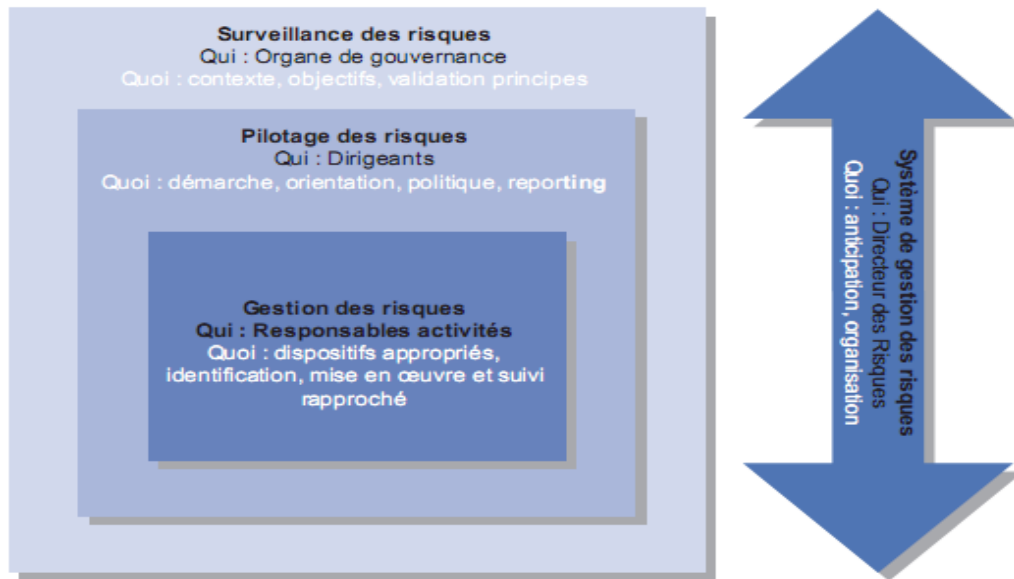 Surveillance des risques
Qui : Organe de gouvernance
Quoi : contexte, objectifs, validation principes
Pilotage des risques
Qui : Dirigeants
Quoi : démarche, orientation, politique, reporting
Gestion des risques
Qui : Responsables activités
Quoi : dispositifs appropriés,
identification, mise en œuvre et suivi
rapproché
Système de gestion des risques
Qui : Directeur des Risques
Quoi : anticipation, organisation